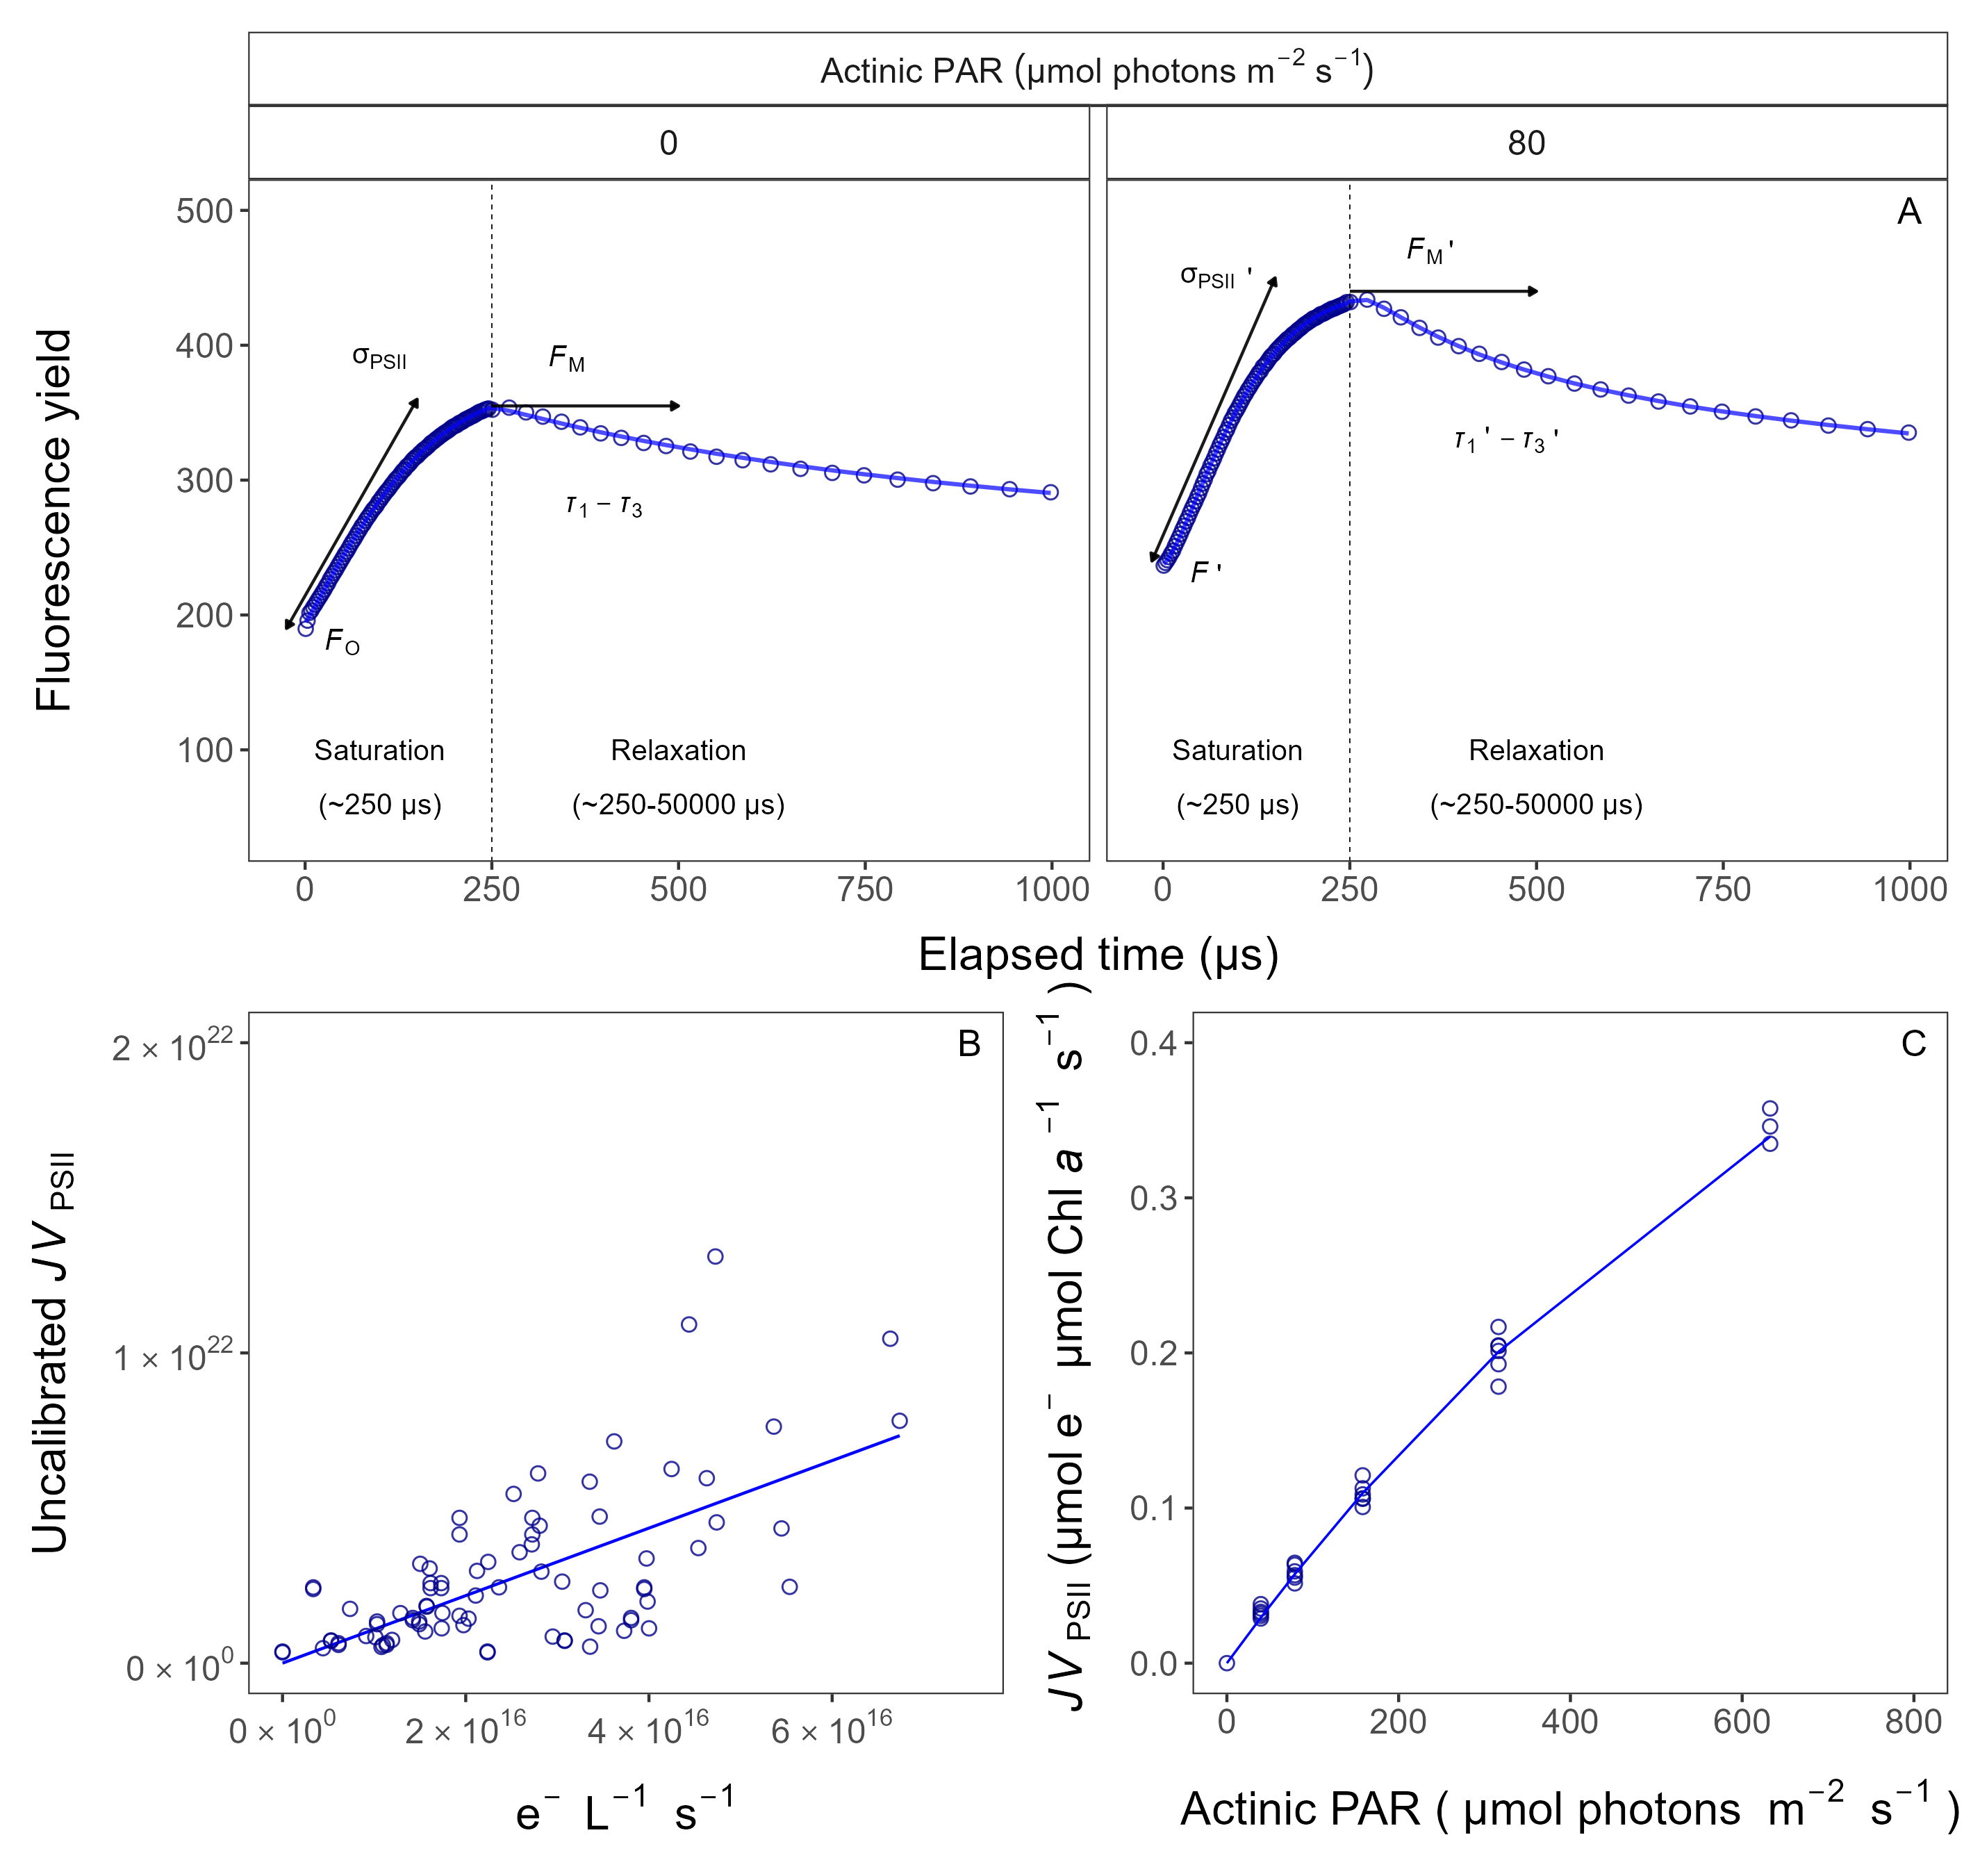 Actinic PAR (µmol photons m⁻² s⁻¹)
0
80
A
Fluorescence yield
500
400
300
200
100
σPSII
FM
FO
τ1 − τ3
Saturation
(~250 µs)
Relaxation
(~250-50000 µs)
σPSII '
FM '
F '
τ1 ' − τ3 '
Saturation
(~250 µs)
Relaxation
(~250-50000 µs)
0 250 500 750 1000
0 250 500 750 1000
Elapsed time (µs)
B
Uncalibrated JVPSII
2 × 10²²
1 × 10²²
0 × 10⁰
0 × 10⁰ 2 × 10¹⁶ 4 × 10¹⁶ 6 × 10¹⁶
e⁻ L⁻¹ s⁻¹
C
JVPSII (µmol e⁻ µmol Chl a⁻¹ s⁻¹)
0.4
0.3
0.2
0.1
0.0
0 200 400 600 800
Actinic PAR ( µmol photons m⁻² s⁻¹ )